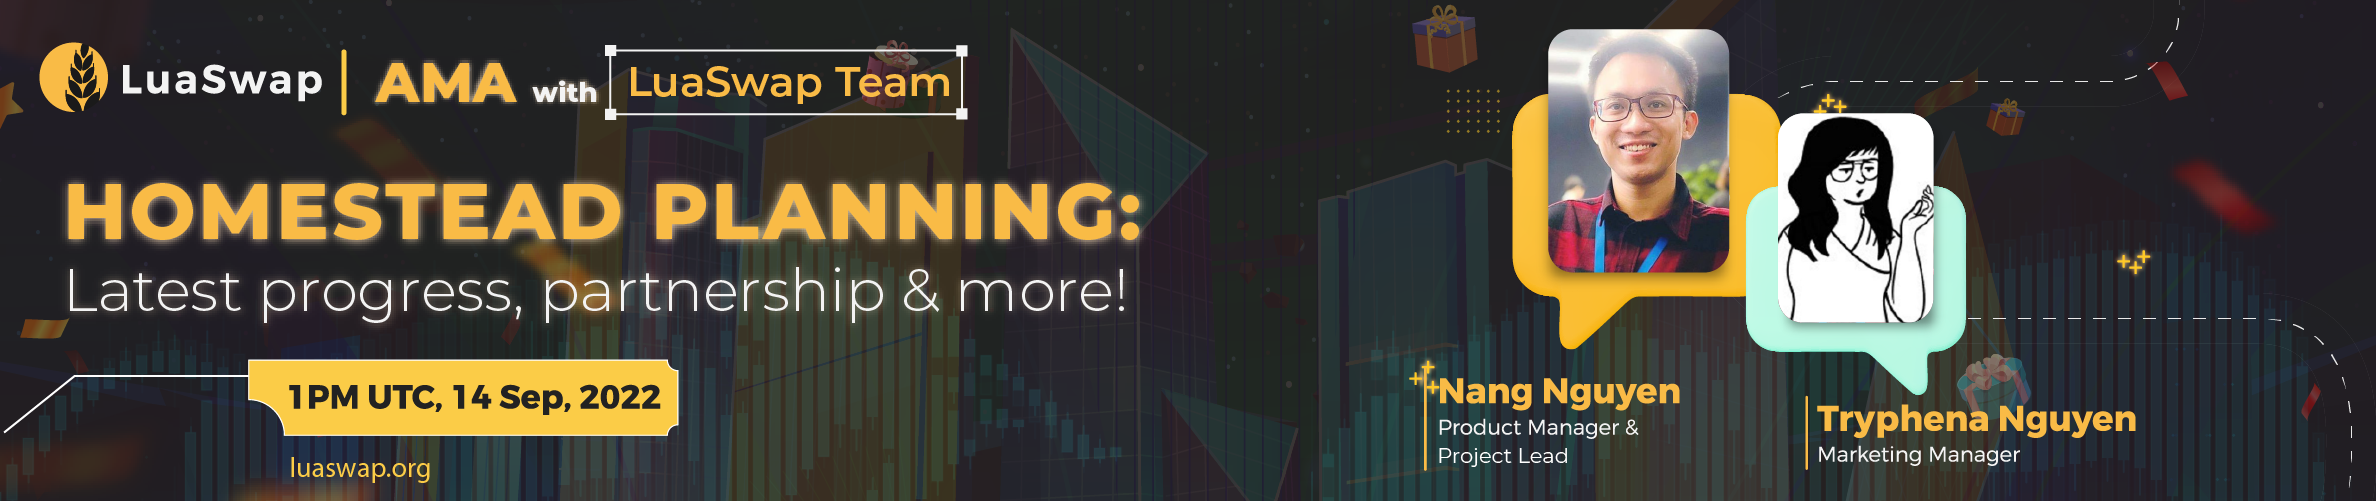 LuaSwap
AMA with LuaSwap Team
HOMESTEAD PLANNING:
Latest progress, partnership & more!
1PM UTC, 14 Sep, 2022
luaswap.org
Nang Nguyen
Product Manager &
Project Lead
Tryphena Nguyen
Marketing Manager